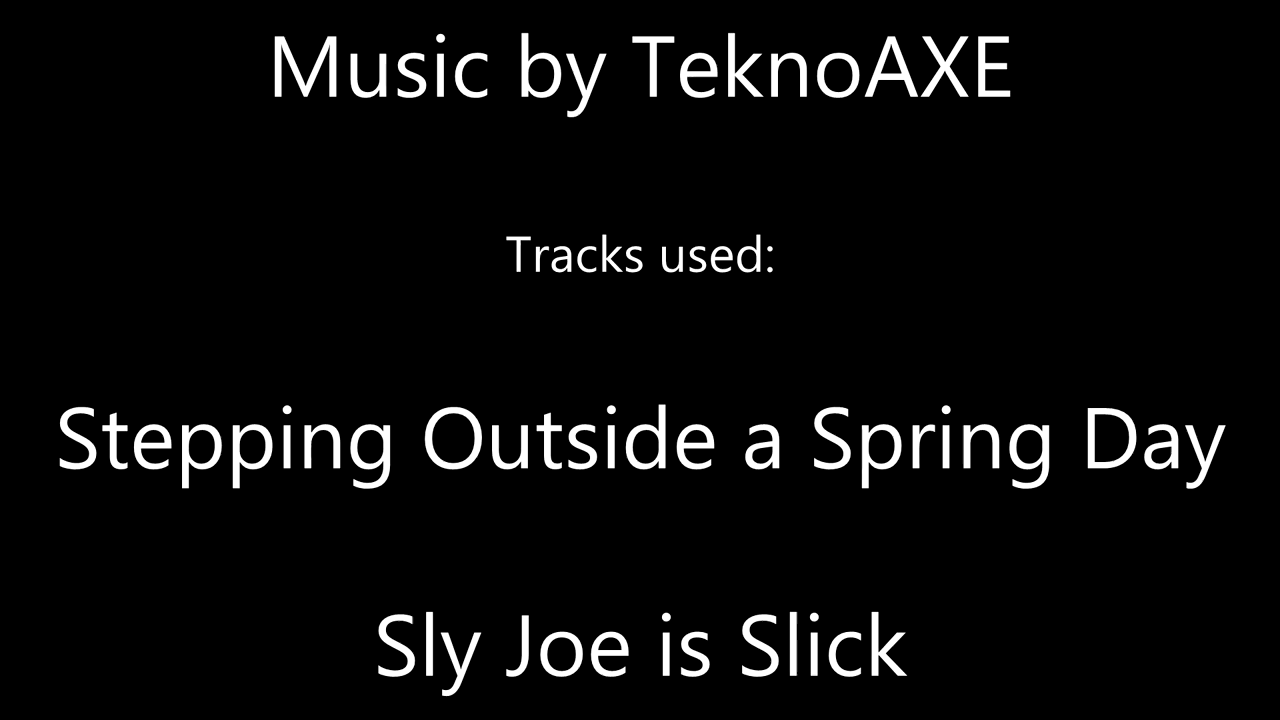 Music by TeknoAXE
Tracks used:
Stepping Outside a Spring Day
Sly Joe is Slick